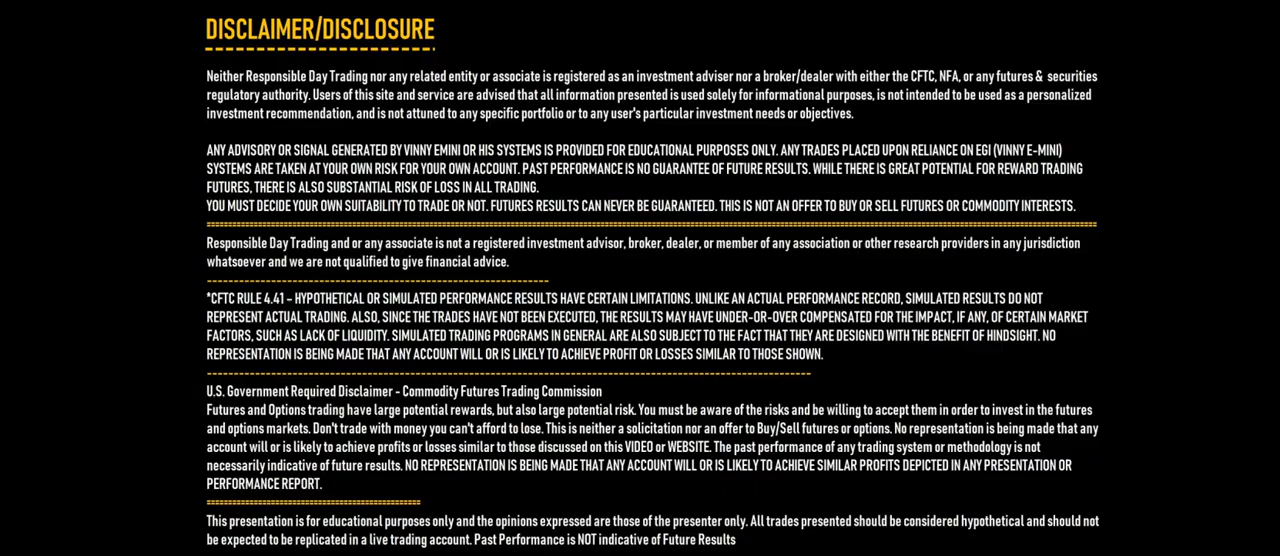 DISCLAIMER/DISCLOSURE
Neither Responsible Day Trading nor any related entity or associate is registered as an investment adviser nor a broker/dealer with either the CFTC, NFA, or any futures & securities
regulatory authority. Users of this site and service are advised that all information presented is used solely for informational purposes, is not intended to be used as a personalized
investment recommendation, and is not attuned to any specific portfolio or to any user's particular investment needs or objectives.
ANY ADVISORY OR SIGNAL GENERATED BY VINNY EMINI OR HIS SYSTEMS IS PROVIDED FOR EDUCATIONAL PURPOSES ONLY. ANY TRADES PLACED UPON RELIANCE ON EGI (VINNY E-MINI)
SYSTEMS ARE TAKEN AT YOUR OWN RISK FOR YOUR OWN ACCOUNT. PAST PERFORMANCE IS NO GUARANTEE OF FUTURE RESULTS. WHILE THERE IS GREAT POTENTIAL FOR REWARD TRADING
FUTURES, THERE IS ALSO SUBSTANTIAL RISK OF LOSS IN ALL TRADING.
YOU MUST DECIDE YOUR OWN SUITABILITY TO TRADE OR NOT. FUTURES RESULTS CAN NEVER BE GUARANTEED. THIS IS NOT AN OFFER TO BUY OR SELL FUTURES OR COMMODITY INTERESTS.
Responsible Day Trading and or any associate is not a registered investment advisor, broker, dealer, or member of any association or other research providers in any jurisdiction
whatsoever and we are not qualified to give financial advice.
*CFTC RULE 4.41 – HYPOTHETICAL OR SIMULATED PERFORMANCE RESULTS HAVE CERTAIN LIMITATIONS. UNLIKE AN ACTUAL PERFORMANCE RECORD, SIMULATED RESULTS DO NOT
REPRESENT ACTUAL TRADING. ALSO, SINCE THE TRADES HAVE NOT BEEN EXECUTED, THE RESULTS MAY HAVE UNDER-OR-OVER COMPENSATED FOR THE IMPACT, IF ANY, OF CERTAIN MARKET
FACTORS, SUCH AS LACK OF LIQUIDITY. SIMULATED TRADING PROGRAMS IN GENERAL ARE ALSO SUBJECT TO THE FACT THAT THEY ARE DESIGNED WITH THE BENEFIT OF HINDSIGHT. NO
REPRESENTATION IS BEING MADE THAT ANY ACCOUNT WILL OR IS LIKELY TO ACHIEVE PROFIT OR LOSSES SIMILAR TO THOSE SHOWN.
U.S. Government Required Disclaimer - Commodity Futures Trading Commission
Futures and Options trading have large potential rewards, but also large potential risk. You must be aware of the risks and be willing to accept them in order to invest in the futures
and options markets. Don't trade with money you can't afford to lose. This is neither a solicitation nor an offer to Buy/Sell futures or options. No representation is being made that any
account will or is likely to achieve profits or losses similar to those discussed on this VIDEO or WEBSITE. The past performance of any trading system or methodology is not
necessarily indicative of future results. NO REPRESENTATION IS BEING MADE THAT ANY ACCOUNT WILL OR IS LIKELY TO ACHIEVE SIMILAR PROFITS DEPICTED IN ANY PRESENTATION OR
PERFORMANCE REPORT.
This presentation is for educational purposes only and the opinions expressed are those of the presenter only. All trades presented should be considered hypothetical and should not
be expected to be replicated in a live trading account. Past Performance is NOT indicative of Future Results